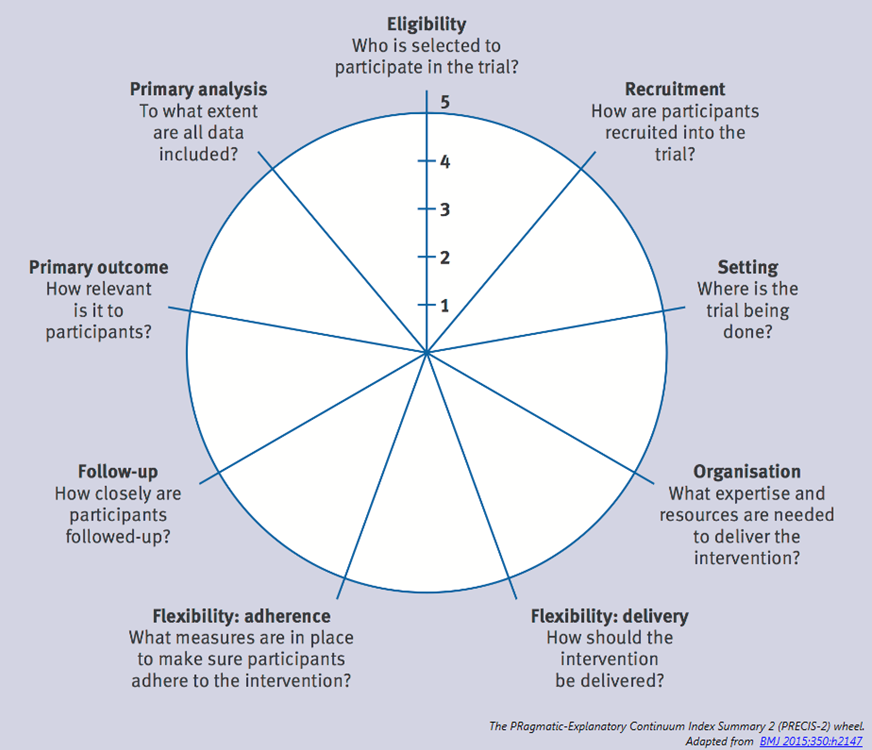 Eligibility
Who is selected to
participate in the trial?
Recruitment
How are participants
recruited into the
trial?
Setting
Where is the
trial being
done?
Organisation
What expertise and
resources are needed
to deliver the
intervention?
Flexibility: delivery
How should the
intervention
be delivered?
Flexibility: adherence
What measures are in place
to make sure participants
adhere to the intervention?
Follow-up
How closely are
participants
followed-up?
Primary outcome
How relevant
is it to
participants?
Primary analysis
To what extent
are all data
included?
5
4
3
2
1
The PRagmatic-Explanatory Continuum Index Summary 2 (PRECIS-2) wheel.
Adapted from BMJ 2015;350:h2147